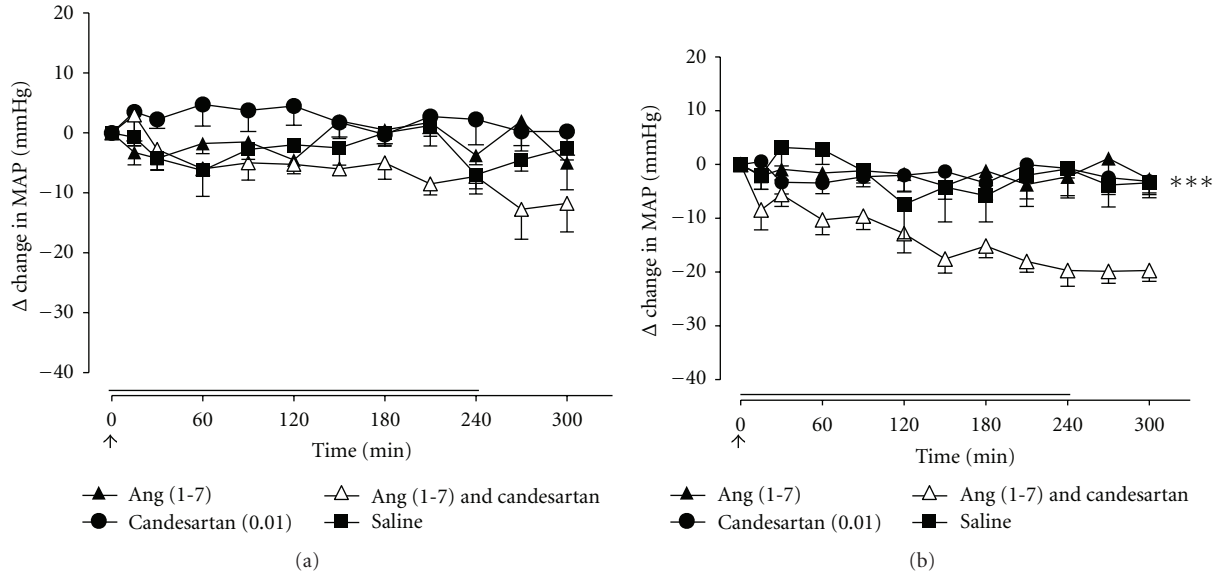 20
10
0
−10
−20
−30
−40
Δ change in MAP (mmHg)
0 60 120 180 240 300
Time (min)
Ang (1-7)
Candesartan (0.01)
Ang (1-7) and candesartan
Saline
(a)
20
10
0
−10
−20
−30
−40
Δ change in MAP (mmHg)
∗∗∗
0 60 120 180 240 300
Time (min)
Ang (1-7)
Candesartan (0.01)
Ang (1-7) and candesartan
Saline
(b)